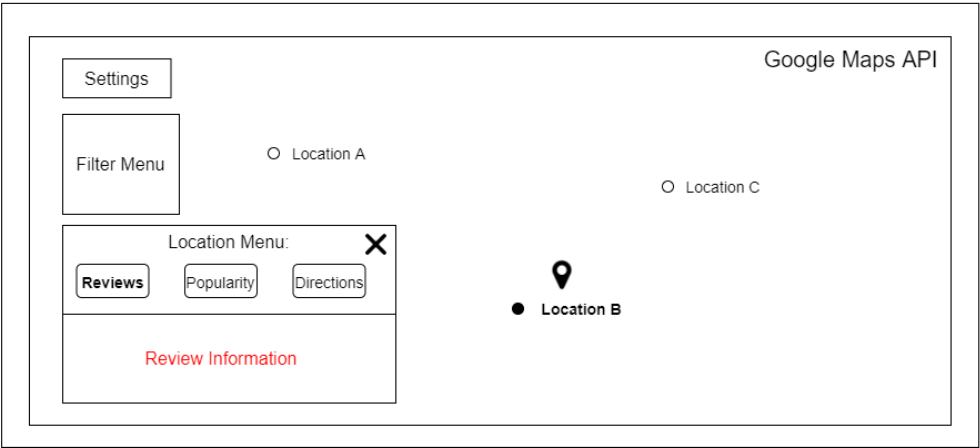 Google Maps API
Settings
Filter Menu
Location A
Location C
Location Menu:
Reviews
Popularity
Directions
Location B
Review Information